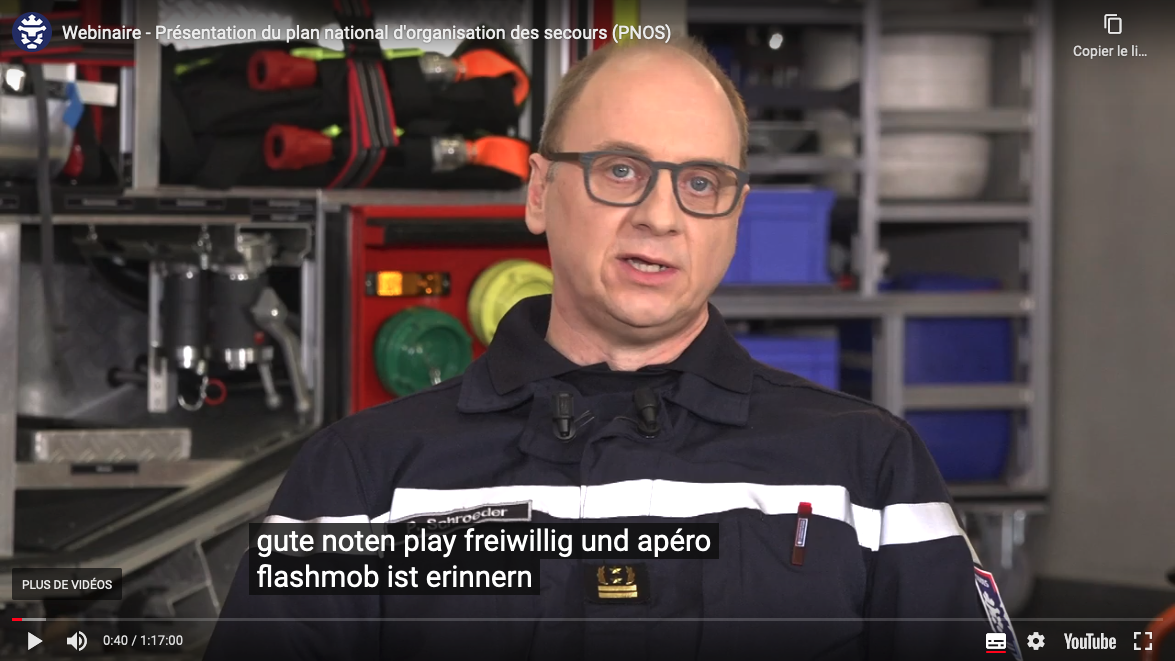 Webinaire - Présentation du plan national d'organisation des secours (PNOS)
Copier le li...
P. Schroeder
gute noten play freiwillig und apéro
flashmob ist erinnern
PLUS DE VIDÉOS
0:40 / 1:17:00
YouTube